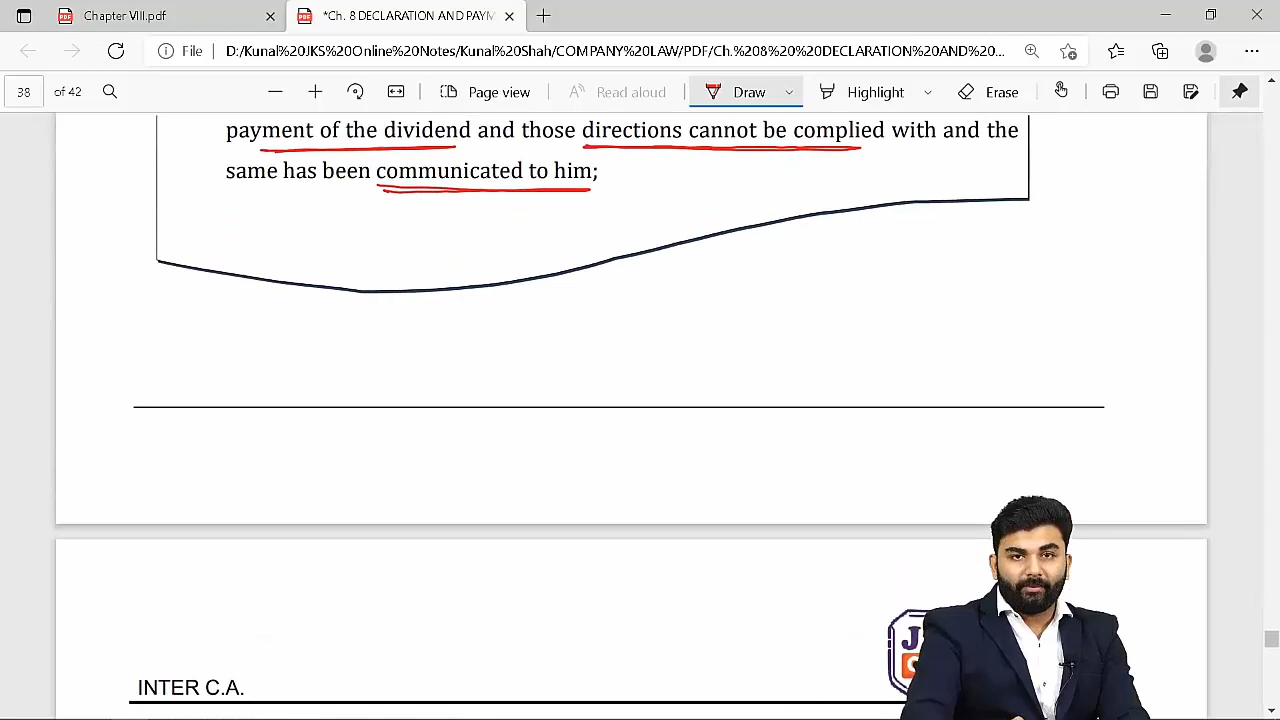 Chapter VIII.pdf
*Ch. 8 DECLARATION AND PAYM
File
D:/Kunal%20JKS%20Online%20Notes/Kunal%20Shah/COMPANY%20LAW/PDF/Ch.%208%20%20DECLARATION%20AND%20...
38 of 42
Page view
Read aloud
Draw
Highlight
Erase
payment of the dividend and those directions cannot be complied with and the
same has been communicated to him;
INTER C.A.